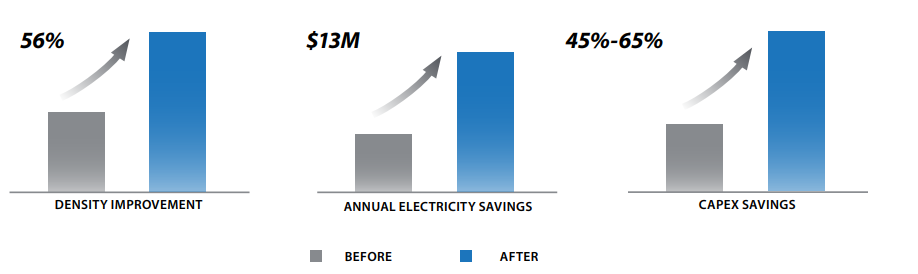 56%
$13M
45%-65%
DENSITY IMPROVEMENT
ANNUAL ELECTRICITY SAVINGS
CAPEX SAVINGS
BEFORE
AFTER